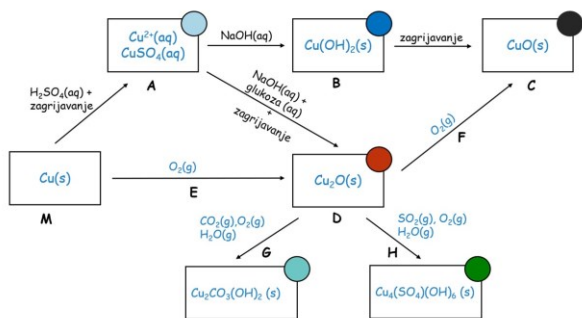 Cu²⁺(aq)
CuSO₄(aq)
A
NaOH(aq)
Cu(OH)₂(s)
B
zagrijavanje
CuO(s)
C
H₂SO₄(aq) +
zagrijavanje
NaOH(aq) +
glukoza (aq)
+
zagrijavanje
O₂(g)
F
Cu(s)
M
O₂(g)
E
Cu₂O(s)
D
CO₂(g),O₂(g)
H₂O(g)
G
SO₂(g), O₂(g)
H₂O(g)
H
Cu₂CO₃(OH)₂ (s)
Cu₄(SO₄)(OH)₆ (s)